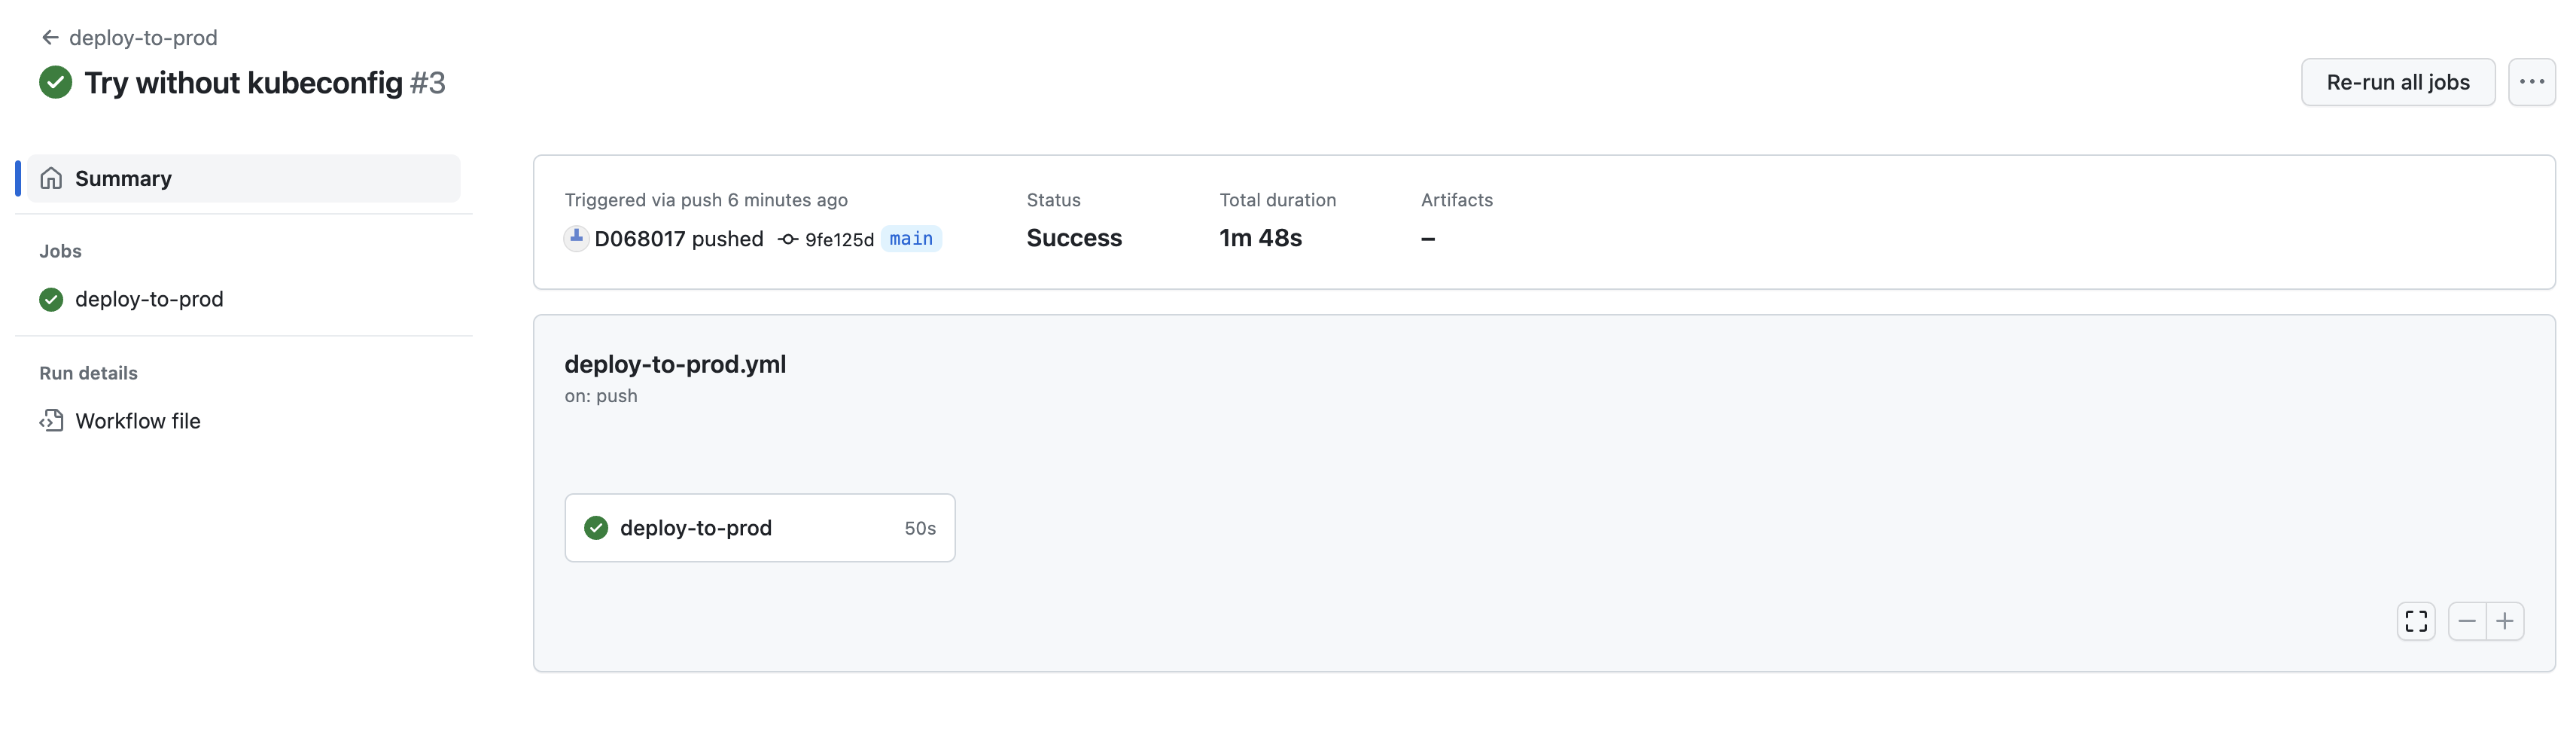 ← deploy-to-prod
Try without kubeconfig #3
Re-run all jobs
Summary
Jobs
deploy-to-prod
Run details
Workflow file
Triggered via push 6 minutes ago
D068017 pushed 9fe125d main
Status
Success
Total duration
1m 48s
Artifacts
–
deploy-to-prod.yml
on: push
deploy-to-prod 50s